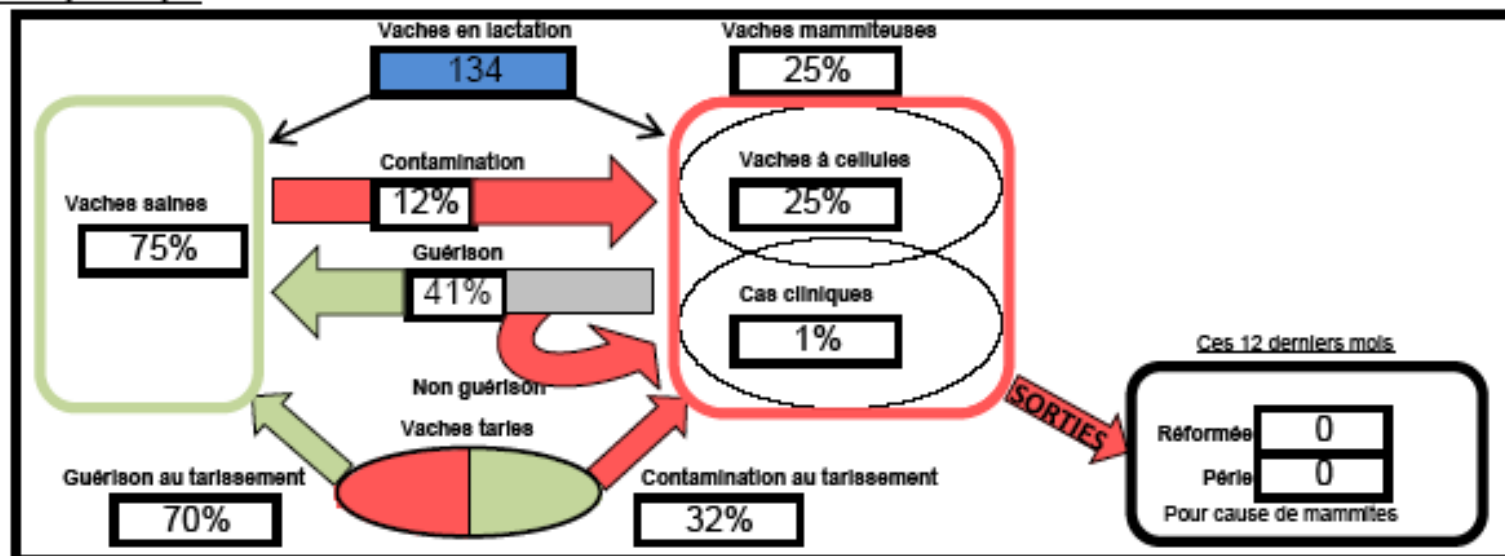 Vaches en lactation
134
Vaches mammiteuses
25%
Contamination
12%
Vaches à cellules
25%
Vaches saines
75%
Guérison
41%
Cas cliniques
1%
Non guérison
Vaches taries
Guérison au tarissement
70%
Contamination au tarissement
32%
SORTIES
Ces 12 derniers mois
Réformée 0
Périe 0
Pour cause de mammites